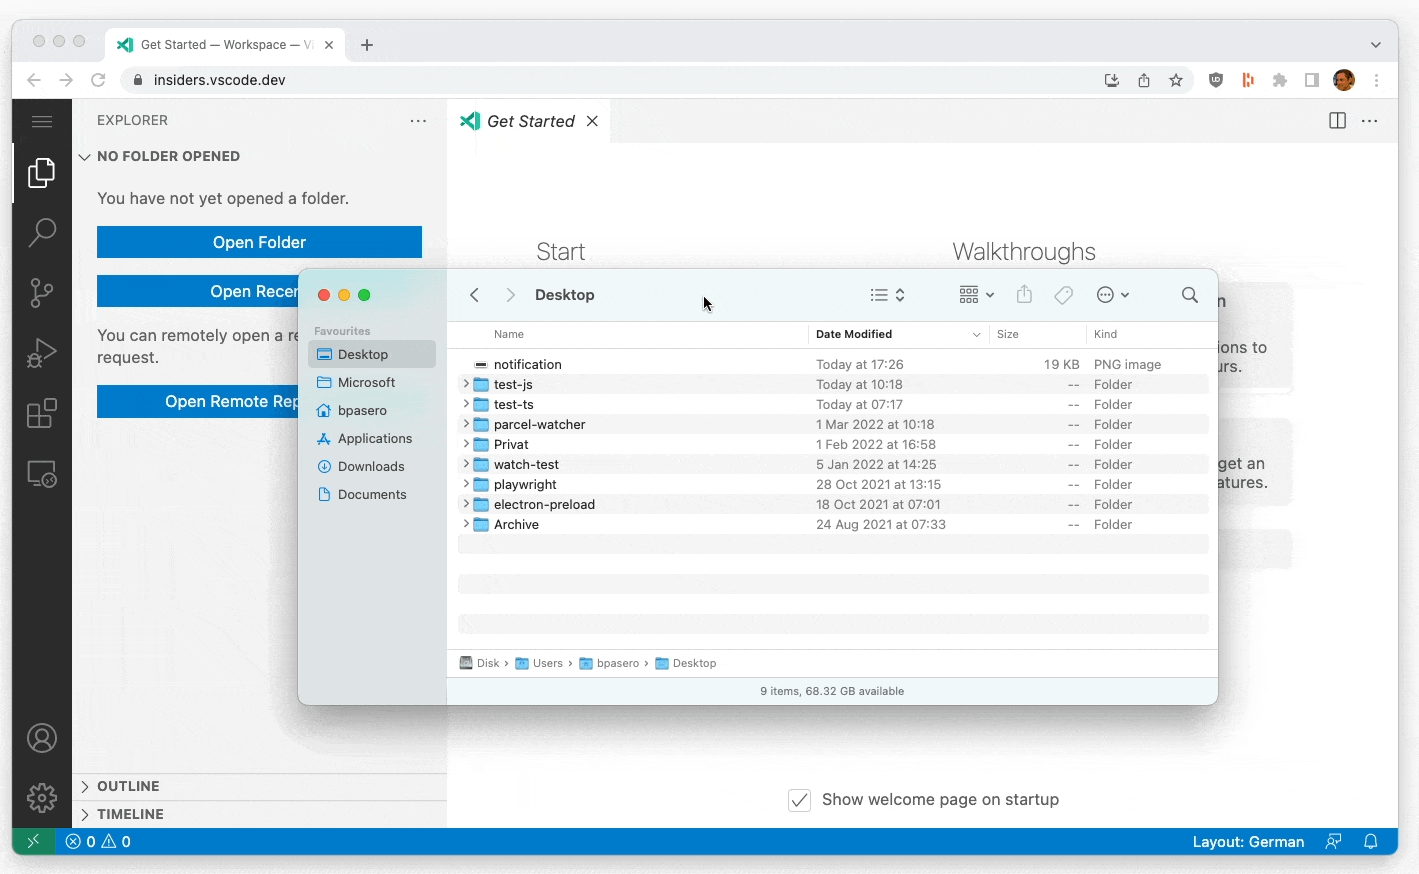 Get Started — Workspace — Vi
insiders.vscode.dev
EXPLORER
Get Started
NO FOLDER OPENED
You have not yet opened a folder.
Open Folder
Start
Walkthroughs
Open Recen
You can remotely open a re
request.
Open Remote Rep
Desktop
Favourites
Desktop
Microsoft
bpasero
Applications
Downloads
Documents
Name Date Modified Size Kind
notification Today at 17:26 19 KB PNG image
test-js Today at 10:18 -- Folder
test-ts Today at 07:17 -- Folder
parcel-watcher 1 Mar 2022 at 10:18 -- Folder
Privat 1 Feb 2022 at 16:58 -- Folder
watch-test 5 Jan 2022 at 14:25 -- Folder
playwright 28 Oct 2021 at 13:15 -- Folder
electron-preload 18 Oct 2021 at 07:01 -- Folder
Archive 24 Aug 2021 at 07:33 -- Folder
Disk › Users › bpasero › Desktop
9 items, 68.32 GB available
n
ons to
urs.
get an
atures.
Show welcome page on startup
OUTLINE
TIMELINE
0 0
Layout: German